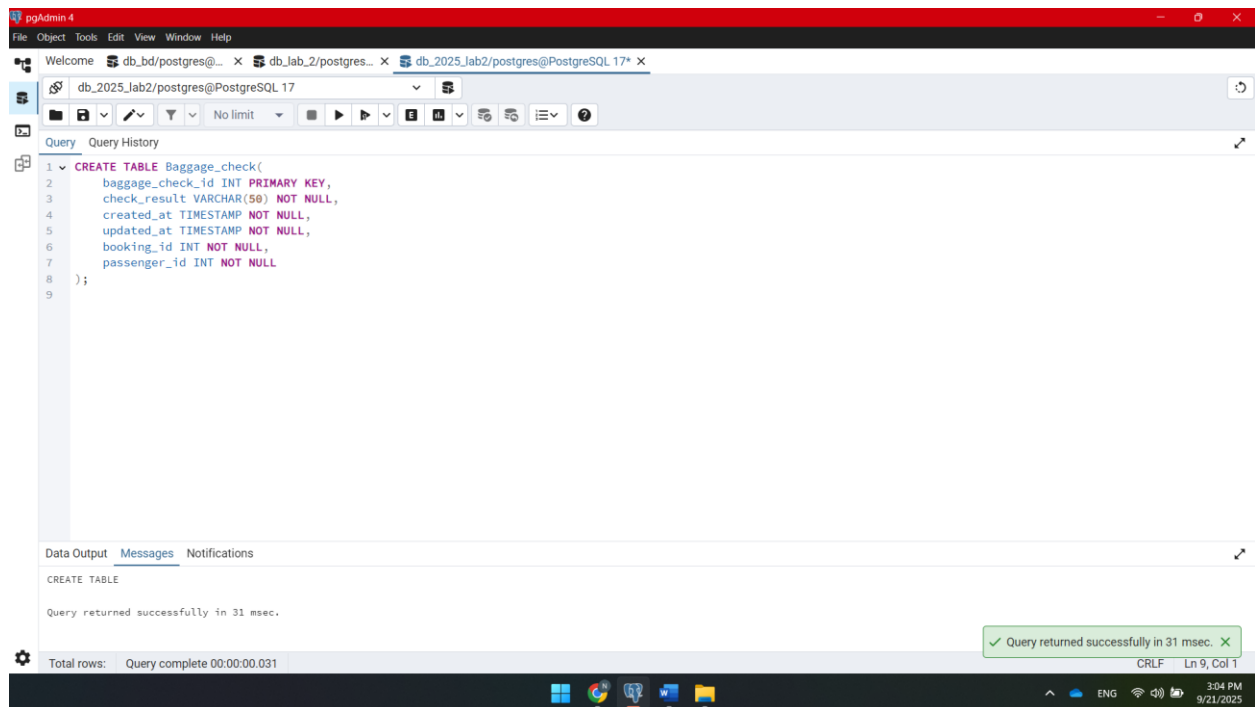 pgAdmin 4
File Object Tools Edit View Window Help
Welcome db_bd/postgres@... db_lab_2/postgres... db_2025_lab2/postgres@PostgreSQL 17*
db_2025_lab2/postgres@PostgreSQL 17
No limit
Query Query History
1 CREATE TABLE Baggage_check(
2 baggage_check_id INT PRIMARY KEY,
3 check_result VARCHAR(50) NOT NULL,
4 created_at TIMESTAMP NOT NULL,
5 updated_at TIMESTAMP NOT NULL,
6 booking_id INT NOT NULL,
7 passenger_id INT NOT NULL
8 );
9
Data Output Messages Notifications
CREATE TABLE
Query returned successfully in 31 msec.
Query returned successfully in 31 msec.
Total rows: Query complete 00:00:00.031 CRLF Ln 9, Col 1
ENG 3:04 PM
9/21/2025